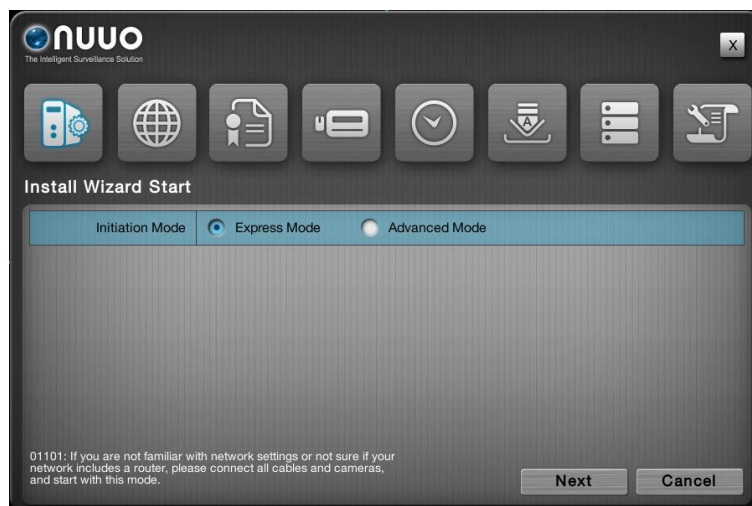 nuuo
The Intelligent Surveillance Solution
X
A
Install Wizard Start
Initiation Mode Express Mode Advanced Mode
01101: If you are not familiar with network settings or not sure if your
network includes a router, please connect all cables and cameras,
and start with this mode.
Next Cancel